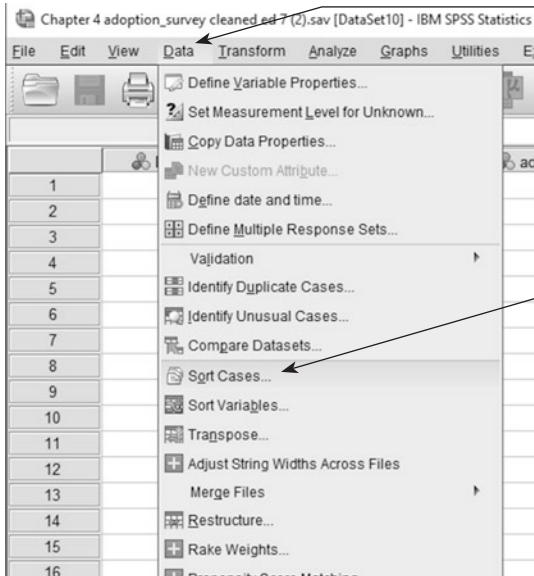 Chapter 4 adoption_survey cleaned ed 7 (2).sav [DataSet10] - IBM SPSS Statistics
File Edit View Data Transform Analyze Graphs Utilities
Define Variable Properties...
Set Measurement Level for Unknown...
Copy Data Properties...
New Custom Attribute...
Define date and time...
Define Multiple Response Sets...
Validation
Identify Duplicate Cases...
Identify Unusual Cases...
Compare Datasets...
Sort Cases...
Sort Variables...
Transpose...
Adjust String Widths Across Files
Merge Files
Restructure...
Rake Weights...
Propensity Score Matching
1
2
3
4
5
6
7
8
9
10
11
12
13
14
15
16